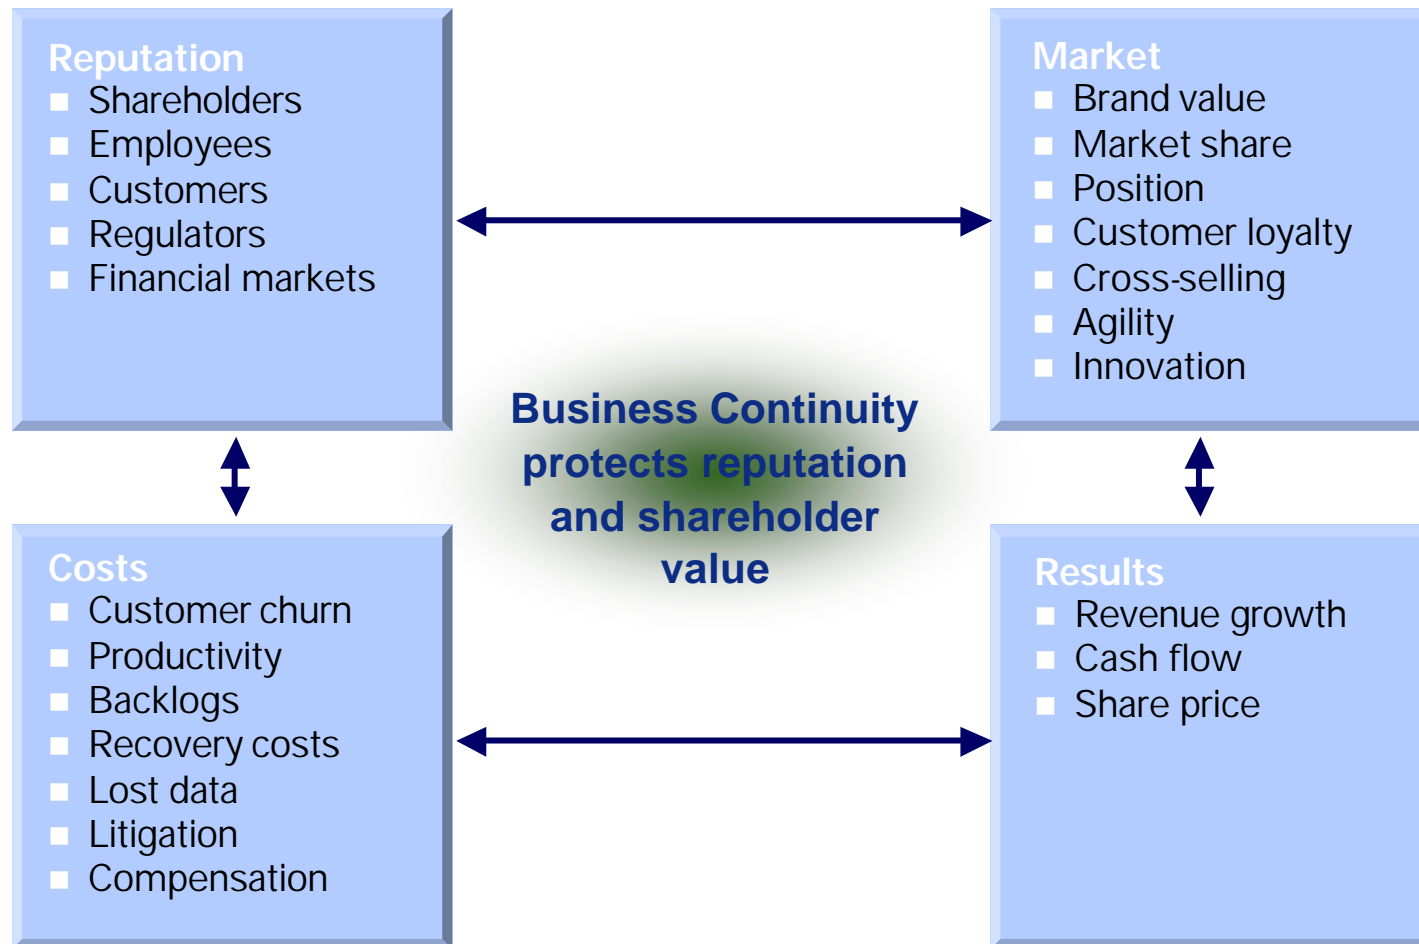 Reputation
Shareholders
Employees
Customers
Regulators
Financial markets
Market
Brand value
Market share
Position
Customer loyalty
Cross-selling
Agility
Innovation
Business Continuity
protects reputation
and shareholder
value
Costs
Customer churn
Productivity
Backlogs
Recovery costs
Lost data
Litigation
Compensation
Results
Revenue growth
Cash flow
Share price